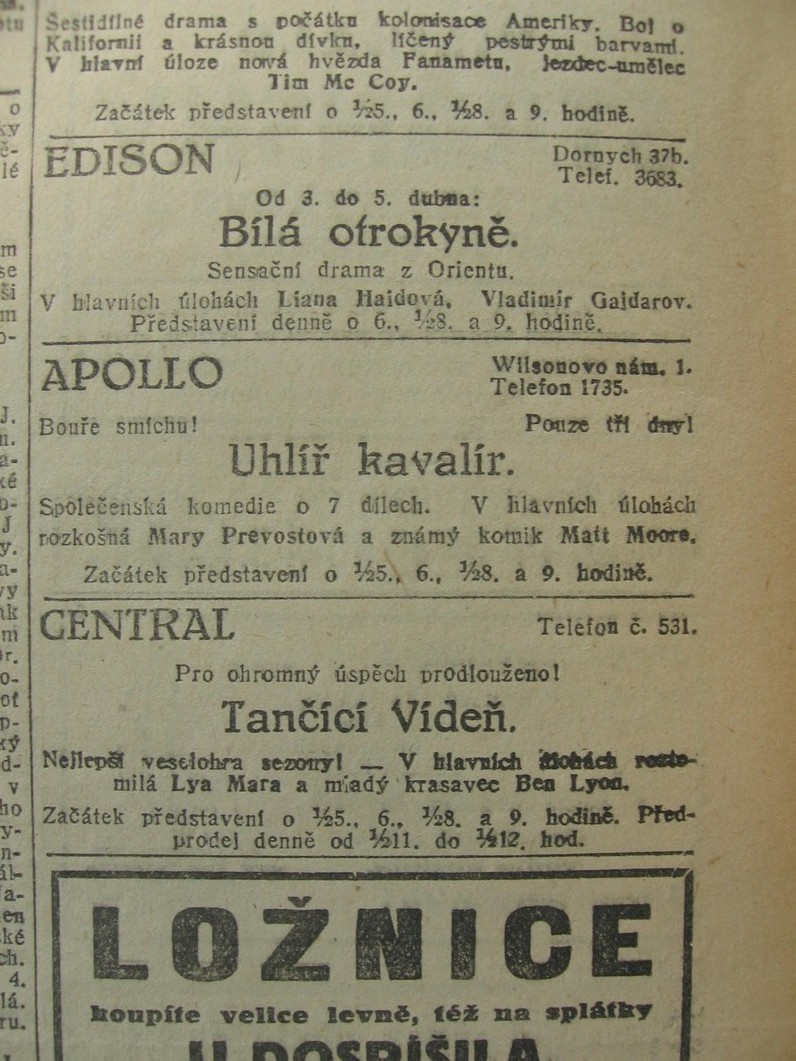 Šestidílné drama s počátku kolonisace Ameriky. Boj o
Kalifornii a krásnou dívku, líčený pestrými barvami.
V hlavní úloze nová hvězda Fanametu, jezdec-umělec
Tim Mc Coy.
Začátek představení o ½5., 6., ½8. a 9. hodině.
EDISON
Dornych 37b.
Telef. 3683.
Od 3. do 5. dubna:
Bílá otrokyně.
Sensační drama z Orientu.
V hlavních úlohách Liana Haidová, Vladimír Gajdarov.
Představení denně o 6., ½8. a 9. hodině.
APOLLO
Wilsonovo nám. 1.
Telefon 1735.
Bouře smíchu!
Pouze tři dny!
Uhlíř kavalír.
Společenská komedie o 7 dílech. V hlavních úlohách
rozkošná Mary Prevostová a známý komik Matt Moore.
Začátek představení o ½5., 6., ½8. a 9. hodině.
CENTRAL
Telefon č. 531.
Pro ohromný úspěch prodlouženo!
Tančící Vídeň.
Nejlepší veselohra sezony! — V hlavních úlohách rozto-
milá Lya Mara a mladý krasavec Ben Lyon.
Začátek představení o ½5., 6., ½8. a 9. hodině. Před-
prodej denně od ½11. do ½12. hod.
LOŽNICE
koupíte velice levně, též na splátky
U DOSPÍŠILA